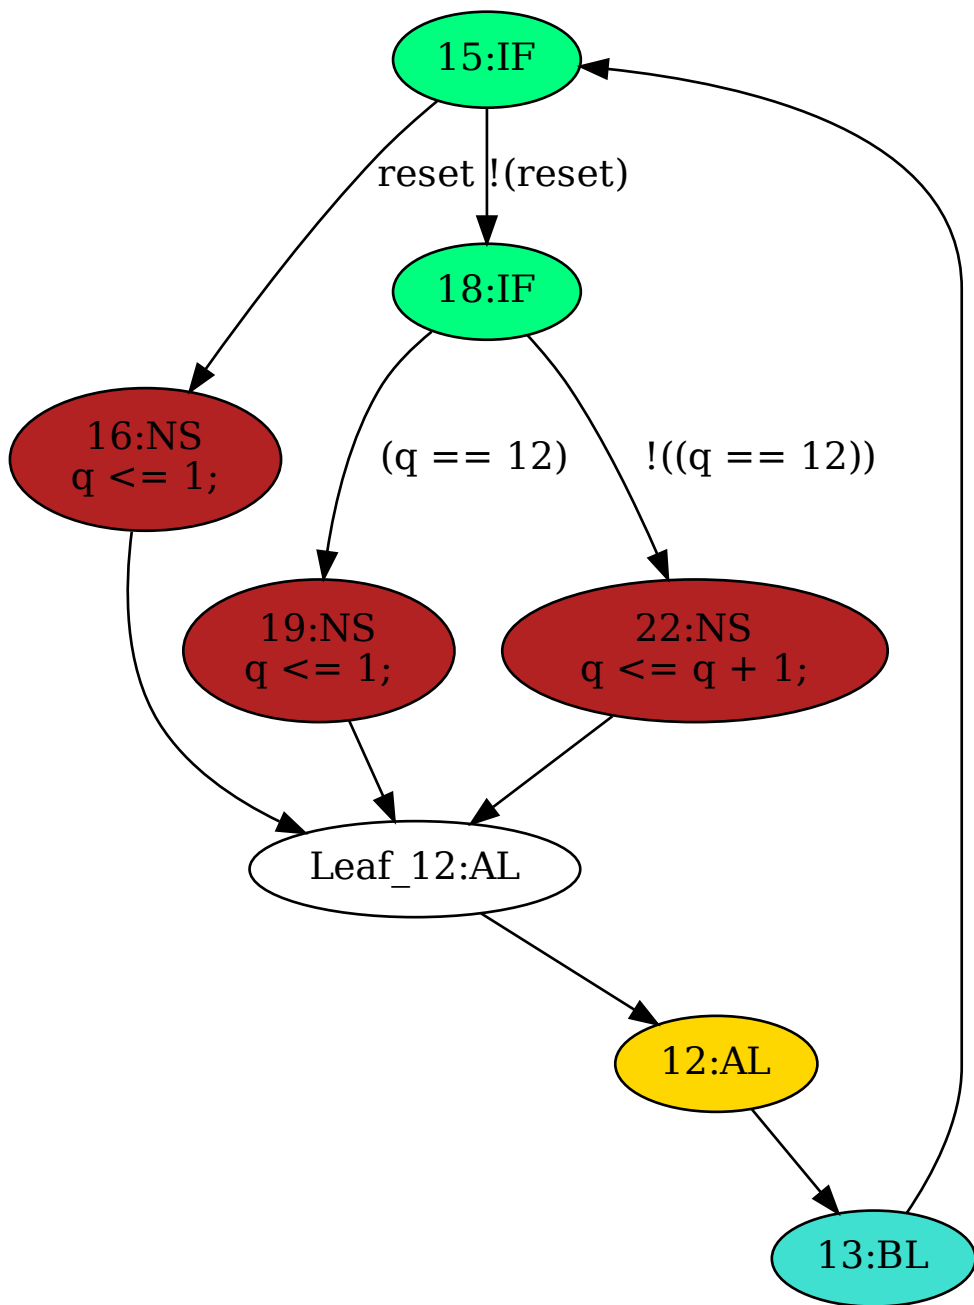 15:IF
reset
!(reset)
18:IF
16:NS
q <= 1;
(q == 12)
!((q == 12))
19:NS
q <= 1;
22:NS
q <= q + 1;
Leaf_12:AL
12:AL
13:BL